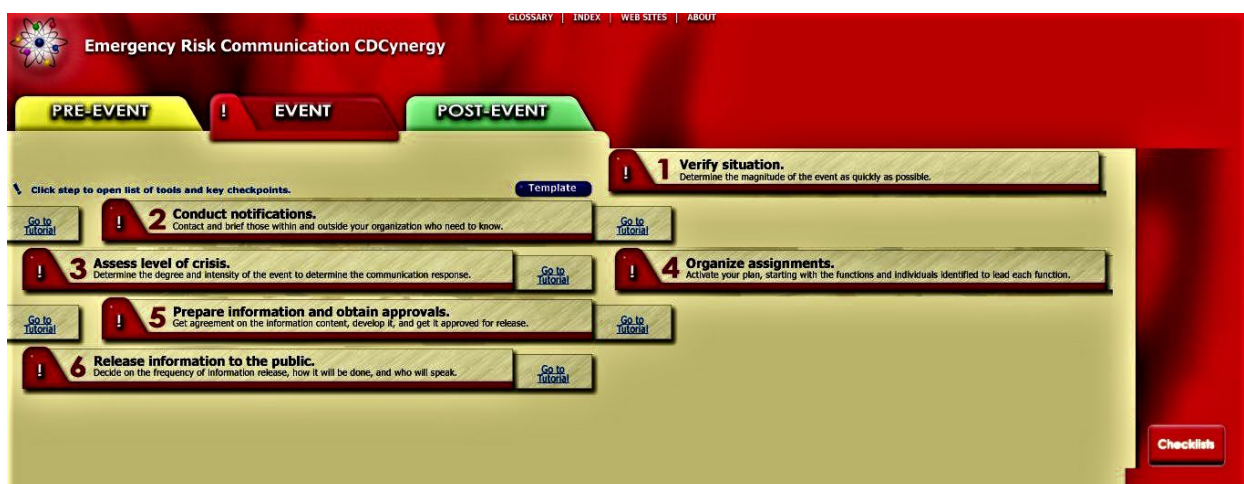 GLOSSARY | INDEX | WEB SITES | ABOUT
Emergency Risk Communication CDCynergy
PRE-EVENT
! EVENT
POST-EVENT
! Click step to open list of tools and key checkpoints.
Template
! 1 Verify situation.
Determine the magnitude of the event as quickly as possible.
Go to
Tutorial
! 2 Conduct notifications.
Contact and brief those within and outside your organization who need to know.
Go to
Tutorial
! 3 Assess level of crisis.
Determine the degree and intensity of the event to determine the communication response.
Go to
Tutorial
! 4 Organize assignments.
Activate your plan, starting with the functions and individuals identified to lead each function.
Go to
Tutorial
! 5 Prepare information and obtain approvals.
Get agreement on the information content, develop it, and get it approved for release.
Go to
Tutorial
! 6 Release information to the public.
Decide on the frequency of information release, how it will be done, and who will speak.
Go to
Tutorial
Checklists